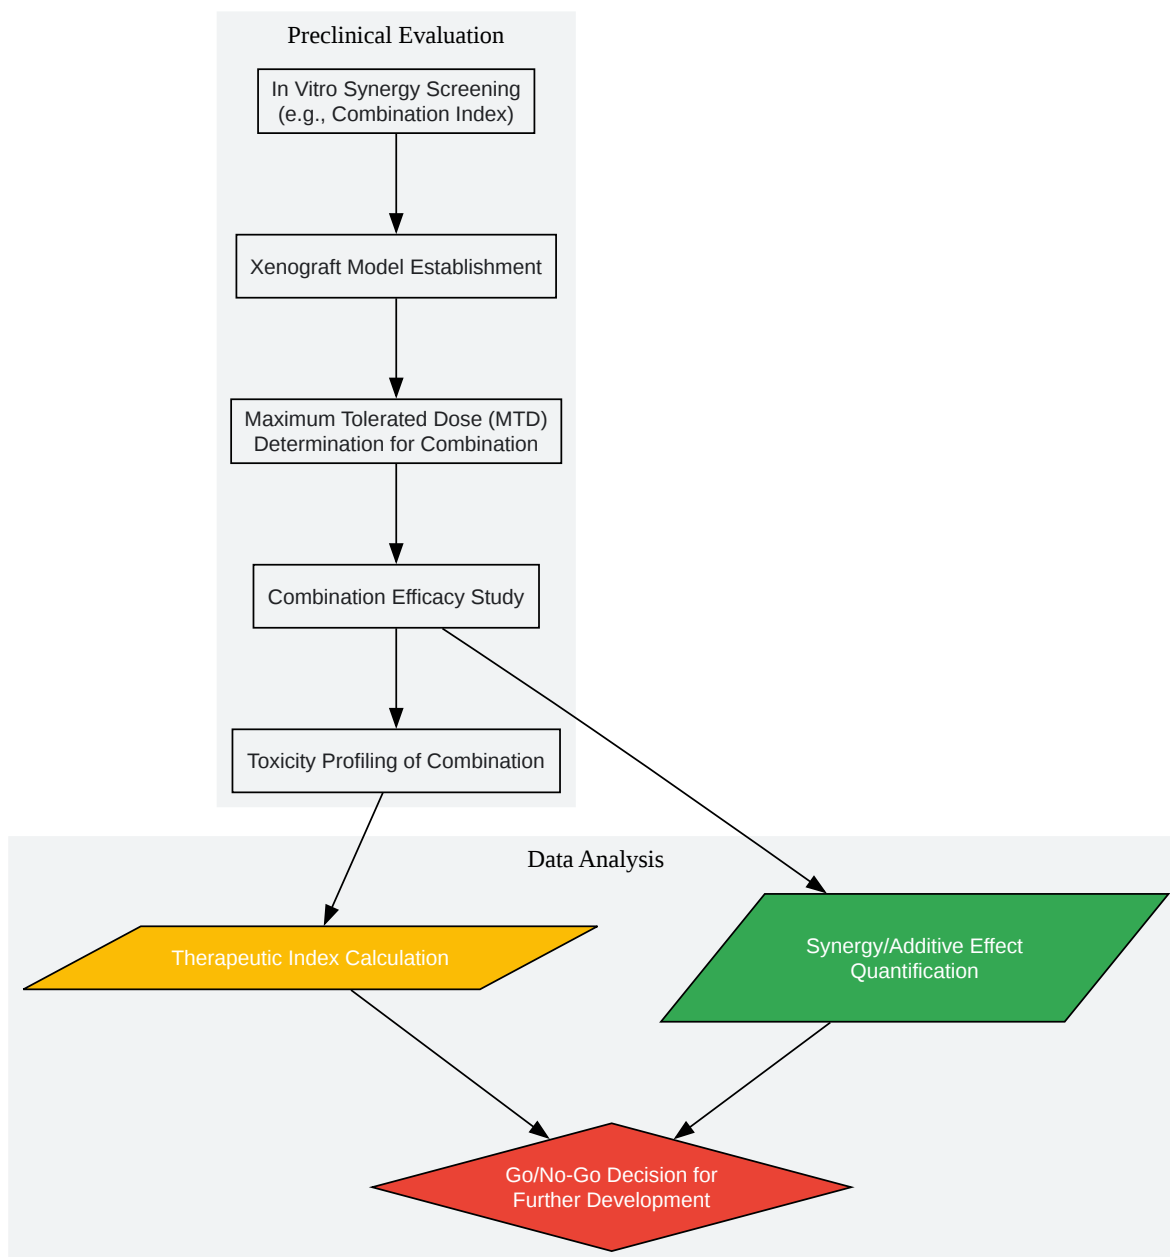 Preclinical Evaluation
In Vitro Synergy Screening
(e.g., Combination Index)
Xenograft Model Establishment
Maximum Tolerated Dose (MTD)
Determination for Combination
Combination Efficacy Study
Toxicity Profiling of Combination
Data Analysis
Therapeutic Index Calculation
Synergy/Additive Effect
Quantification
Go/No-Go Decision for
Further Development